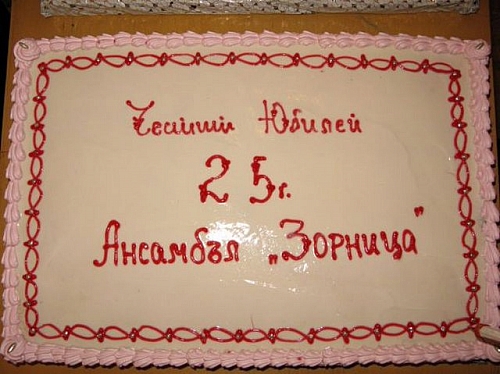 Честит Юбилей
25г.
Ансамбъл „Зорница"